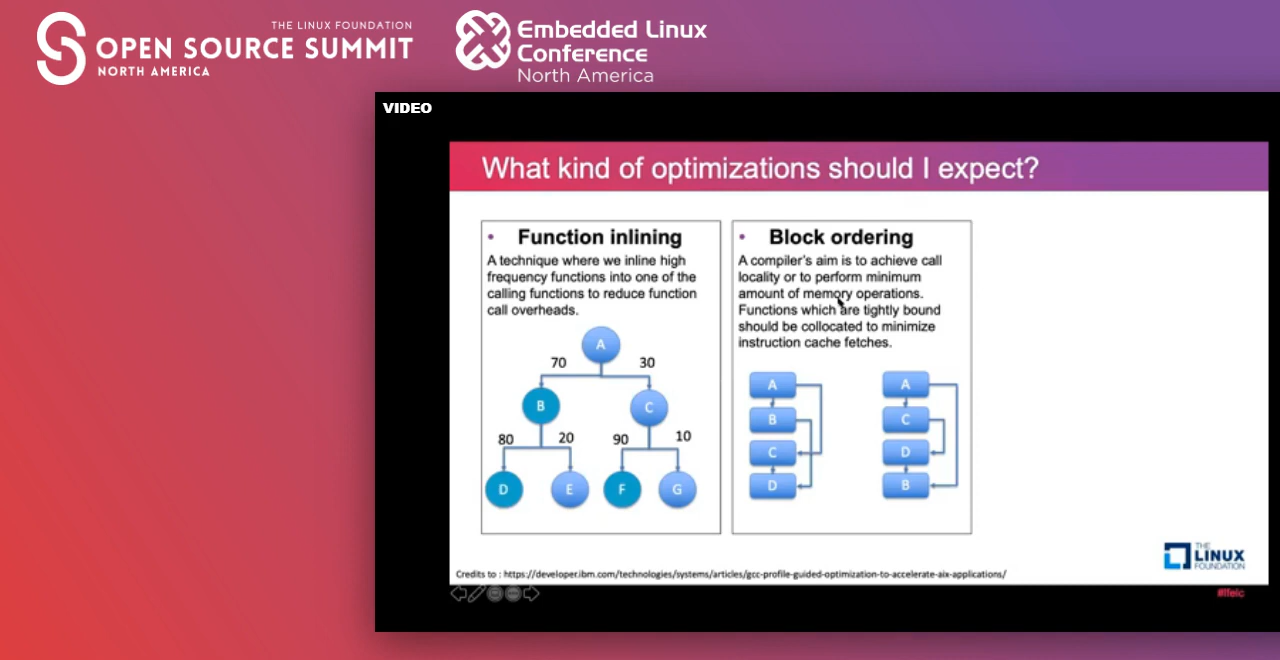 THE LINUX FOUNDATION
OPEN SOURCE SUMMIT
NORTH AMERICA
Embedded Linux
Conference
North America
VIDEO
What kind of optimizations should I expect?
• Function inlining
A technique where we inline high
frequency functions into one of the
calling functions to reduce function
call overheads.
A
70 30
B C
80 20 90 10
D E F G
• Block ordering
A compiler's aim is to achieve call
locality or to perform minimum
amount of memory operations.
Functions which are tightly bound
should be collocated to minimize
instruction cache fetches.
A A
B C
C D
D B
THE
LINUX
FOUNDATION
Credits to : https://developer.ibm.com/technologies/systems/articles/gcc-profile-guided-optimization-to-accelerate-aix-applications/
#lfelc